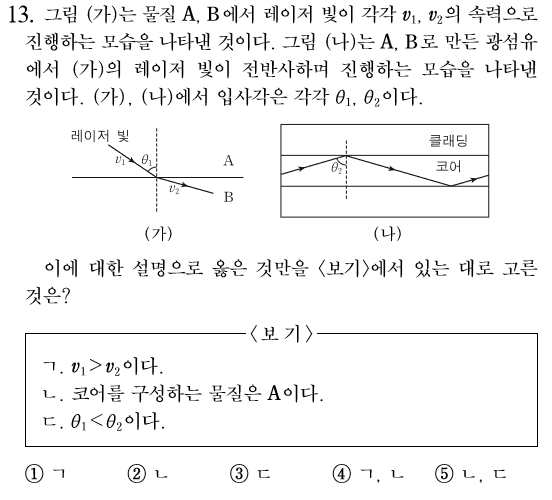 13. 그림 (가)는 물질 A, B에서 레이저 빛이 각각 v₁, v₂의 속력으로
진행하는 모습을 나타낸 것이다. 그림 (나)는 A, B로 만든 광섬유
에서 (가)의 레이저 빛이 전반사하며 진행하는 모습을 나타낸
것이다. (가), (나)에서 입사각은 각각 θ₁, θ₂이다.
레이저 빛
v₁ θ₁ A
v₂ B
(가)
클래딩
코어
θ₂
(나)
이에 대한 설명으로 옳은 것만을 〈보기〉에서 있는 대로 고른
것은?
〈보 기〉
ㄱ. v₁>v₂이다.
ㄴ. 코어를 구성하는 물질은 A이다.
ㄷ. θ₁<θ₂이다.
① ㄱ ② ㄴ ③ ㄷ ④ ㄱ, ㄴ ⑤ ㄴ, ㄷ